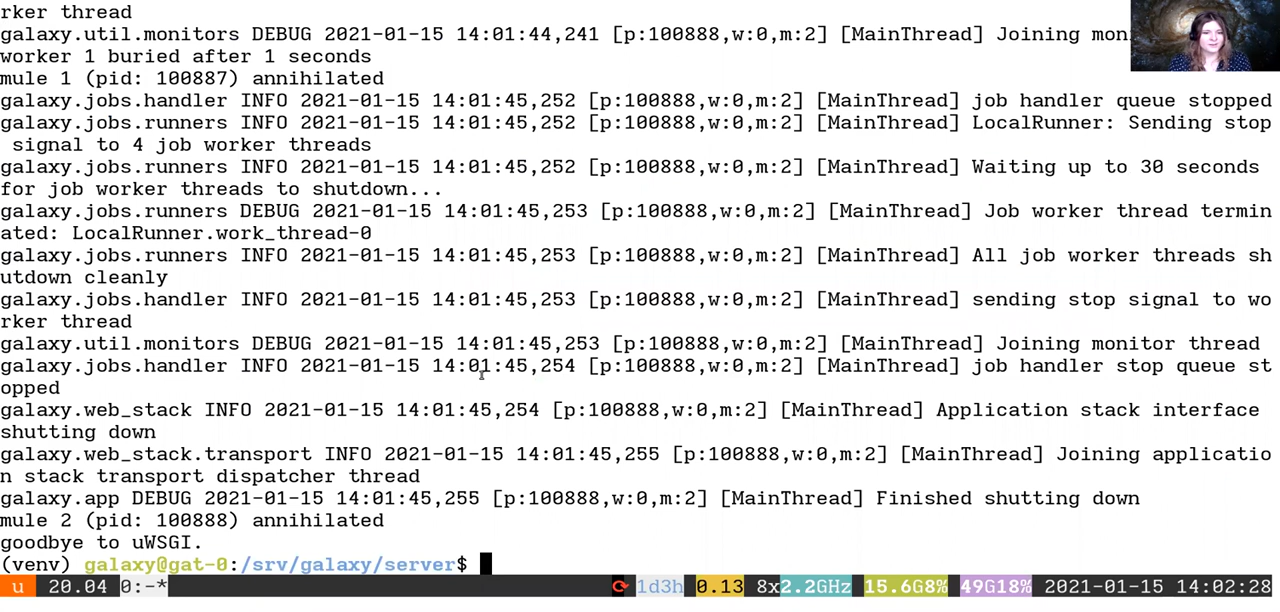 rker thread
galaxy.util.monitors DEBUG 2021-01-15 14:01:44,241 [p:100888,w:0,m:2] [MainThread] Joining
worker 1 buried after 1 seconds
mule 1 (pid: 100887) annihilated
galaxy.jobs.handler INFO 2021-01-15 14:01:45,252 [p:100888,w:0,m:2] [MainThread] job handler queue stopped
galaxy.jobs.runners INFO 2021-01-15 14:01:45,252 [p:100888,w:0,m:2] [MainThread] LocalRunner: Sending stop
 signal to 4 job worker threads
galaxy.jobs.runners INFO 2021-01-15 14:01:45,252 [p:100888,w:0,m:2] [MainThread] Waiting up to 30 seconds
for job worker threads to shutdown...
galaxy.jobs.runners DEBUG 2021-01-15 14:01:45,253 [p:100888,w:0,m:2] [MainThread] Job worker thread termin
ated: LocalRunner.work_thread-0
galaxy.jobs.runners INFO 2021-01-15 14:01:45,253 [p:100888,w:0,m:2] [MainThread] All job worker threads sh
utdown cleanly
galaxy.jobs.handler INFO 2021-01-15 14:01:45,253 [p:100888,w:0,m:2] [MainThread] sending stop signal to wo
rker thread
galaxy.util.monitors DEBUG 2021-01-15 14:01:45,253 [p:100888,w:0,m:2] [MainThread] Joining monitor thread
galaxy.jobs.handler INFO 2021-01-15 14:01:45,254 [p:100888,w:0,m:2] [MainThread] job handler stop queue st
opped
galaxy.web_stack INFO 2021-01-15 14:01:45,254 [p:100888,w:0,m:2] [MainThread] Application stack interface
shutting down
galaxy.web_stack.transport INFO 2021-01-15 14:01:45,255 [p:100888,w:0,m:2] [MainThread] Joining applicatio
n stack transport dispatcher thread
galaxy.app DEBUG 2021-01-15 14:01:45,255 [p:100888,w:0,m:2] [MainThread] Finished shutting down
mule 2 (pid: 100888) annihilated
goodbye to uWSGI.
(venv) galaxy@gat-0:/srv/galaxy/server$
u 20.04 0:-* 1d3h 0.13 8x2.2GHz 15.6G8% 49G18% 2021-01-15 14:02:28